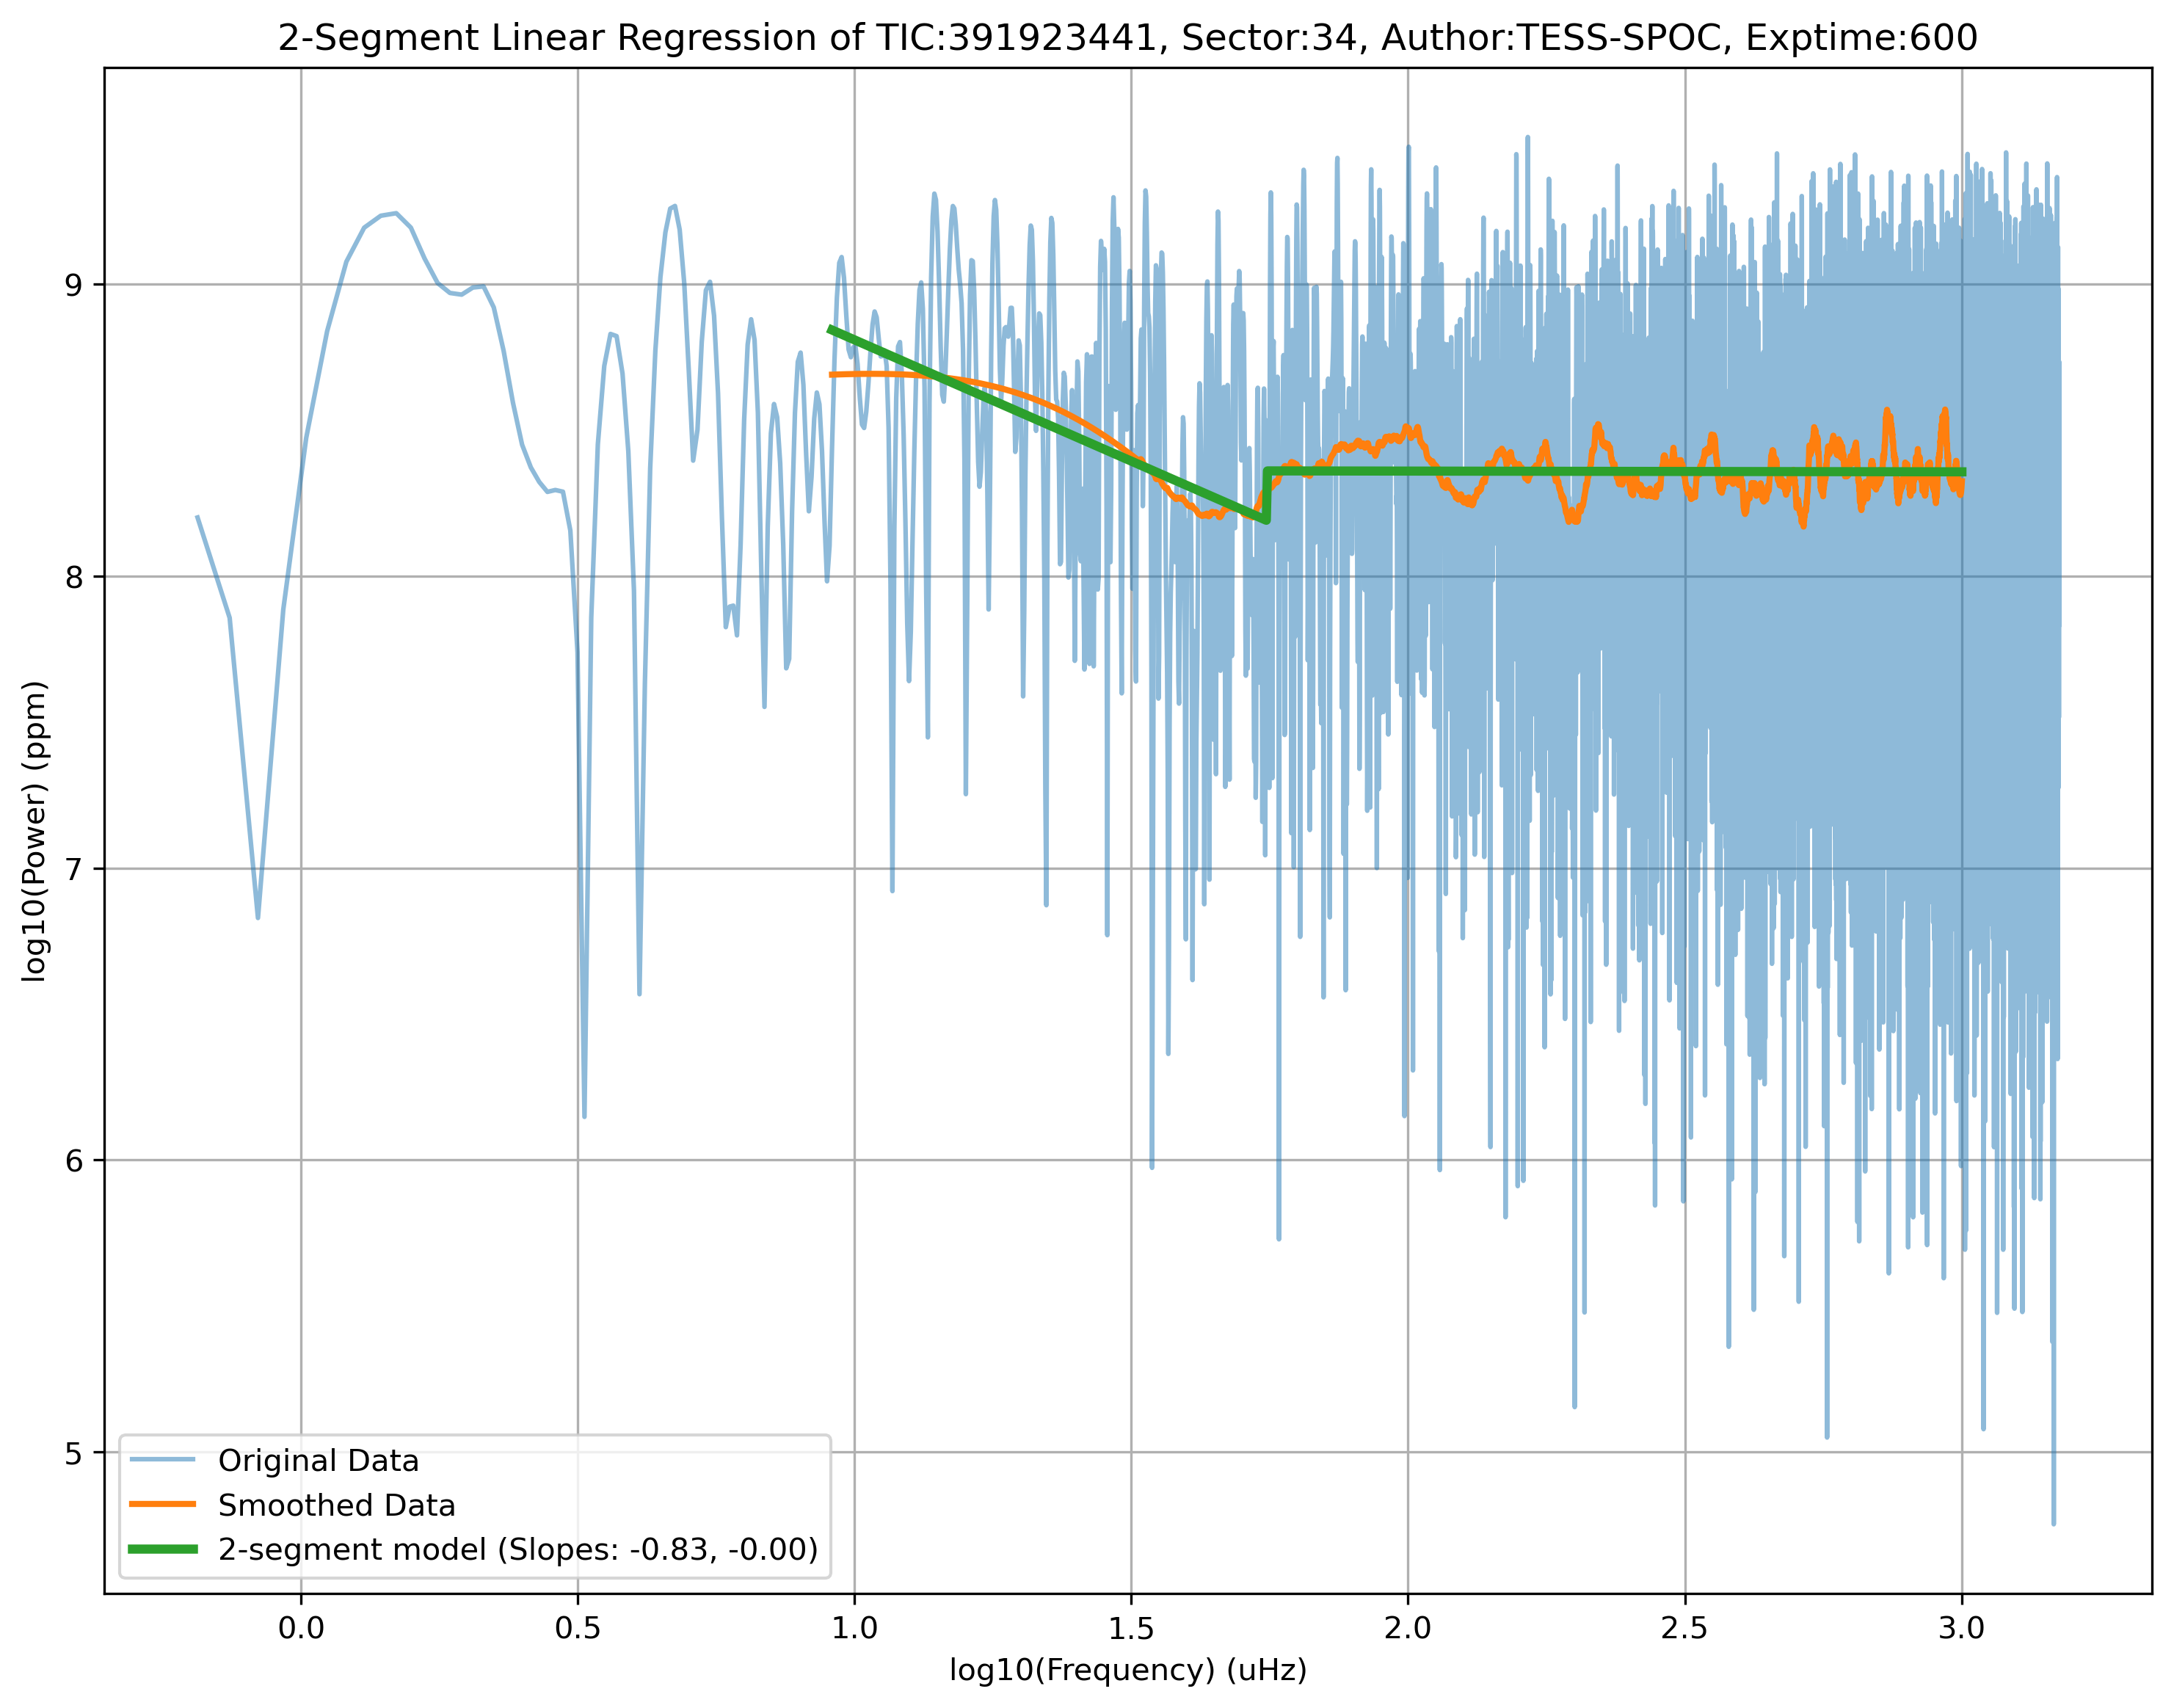 2-Segment Linear Regression of TIC:391923441, Sector:34, Author:TESS-SPOC, Exptime:600
log10(Power) (ppm)
9
8
7
6
5
Original Data
Smoothed Data
2-segment model (Slopes: -0.83, -0.00)
0.0 0.5 1.0 1.5 2.0 2.5 3.0
log10(Frequency) (uHz)